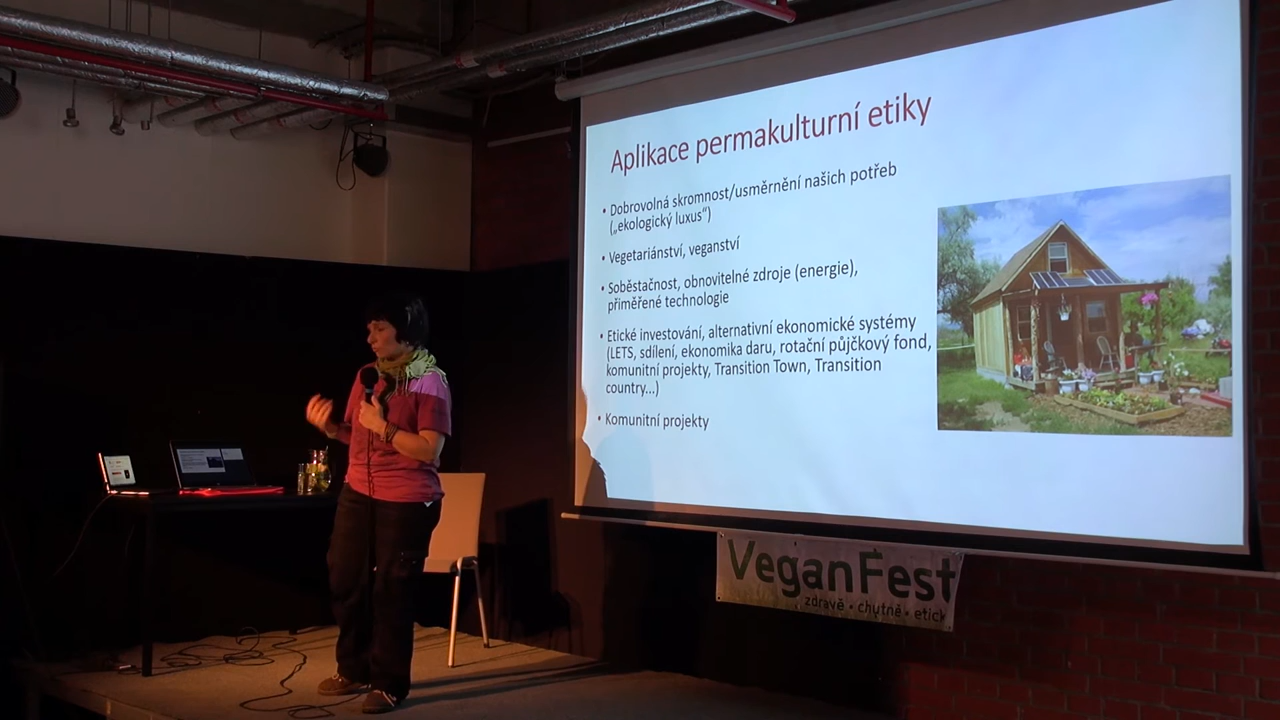 Aplikace permakulturní etiky
• Dobrovolná skromnost/usměrnění našich potřeb
(„ekologický luxus“)
• Vegetariánství, veganství
• Soběstačnost, obnovitelné zdroje (energie),
přiměřené technologie
• Etické investování, alternativní ekonomické systémy
(LETS, sdílení, ekonomika daru, rotační půjčkový fond,
komunitní projekty, Transition Town, Transition
country...)
• Komunitní projekty
VeganFest
zdravě • chutně • etick